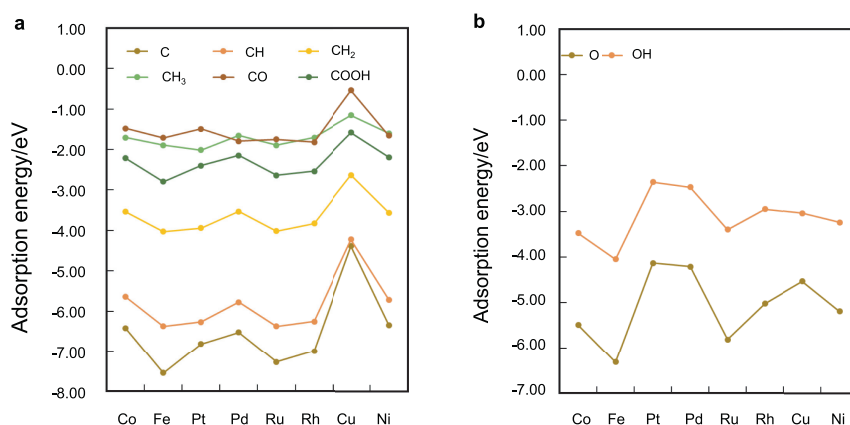 a
C CH CH₂
CH₃ CO COOH
Adsorption energy/eV
1.00
0.00
-1.00
-2.00
-3.00
-4.00
-5.00
-6.00
-7.00
-8.00
Co Fe Pt Pd Ru Rh Cu Ni
b
O OH
Adsorption energy/eV
1.00
0.00
-1.00
-2.00
-3.00
-4.00
-5.00
-6.00
-7.00
Co Fe Pt Pd Ru Rh Cu Ni